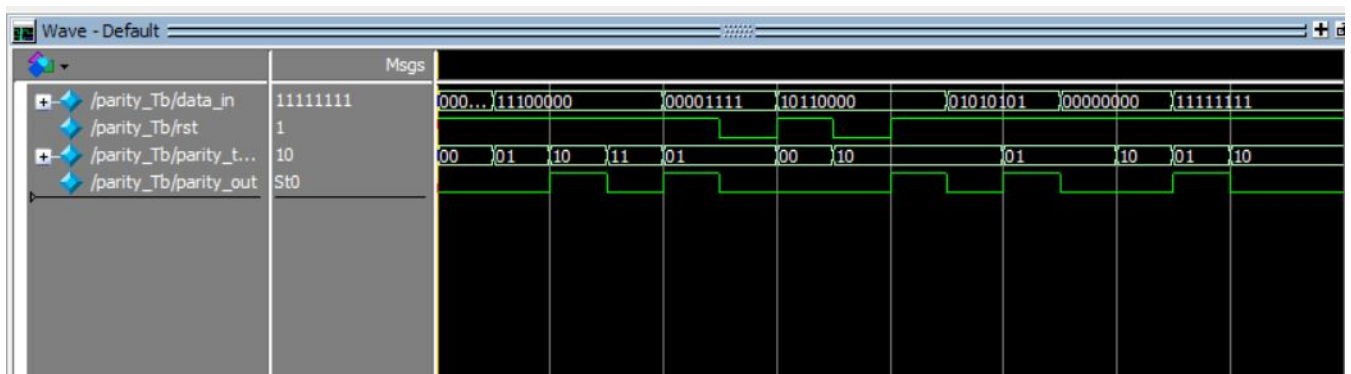 Wave - Default
Msgs
/parity_Tb/data_in 11111111 000... 11100000 00001111 10110000 01010101 00000000 11111111
/parity_Tb/rst 1
/parity_Tb/parity_t... 10 00 01 10 11 01 00 10 01 10 01 10
/parity_Tb/parity_out St0